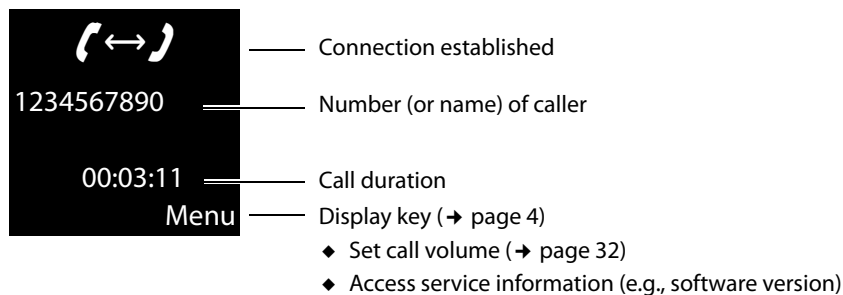 Connection established
1234567890 Number (or name) of caller
00:03:11 Call duration
Menu Display key (➔ page 4)
◆ Set call volume (➔ page 32)
◆ Access service information (e.g., software version)